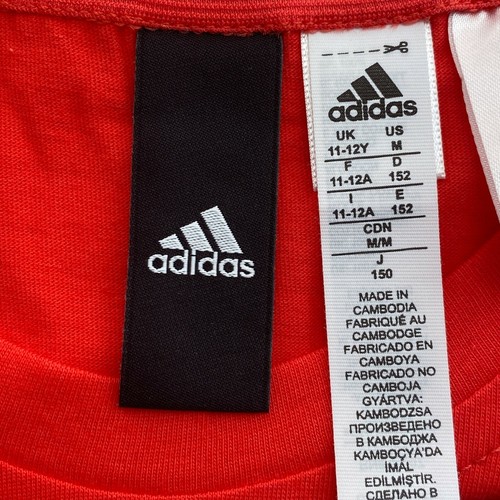 adidas
adidas
UK US
11-12Y M
F D
11-12A 152
I E
11-12A 152
CDN
M/M
J
150
MADE IN
CAMBODIA
FABRIQUÉ AU
CAMBODGE
FABRICADO EN
CAMBOYA
FABRICADO NO
CAMBOJA
GYÁRTVA:
KAMBODZSA
ПРОИЗВЕДЕНО
В КАМБОДЖА
KAMBOÇYA'DA
İMAL
EDİLMİŞTİR.
СДЕЛАНО В